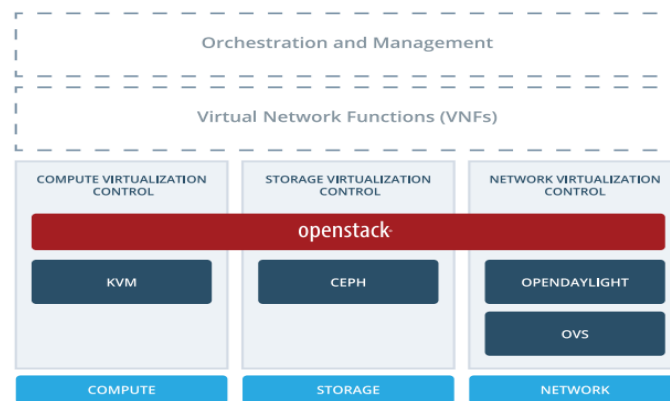 Orchestration and Management
Virtual Network Functions (VNFs)
COMPUTE VIRTUALIZATION
CONTROL
STORAGE VIRTUALIZATION
CONTROL
NETWORK VIRTUALIZATION
CONTROL
openstack
KVM
CEPH
OPENDAYLIGHT
OVS
COMPUTE
STORAGE
NETWORK